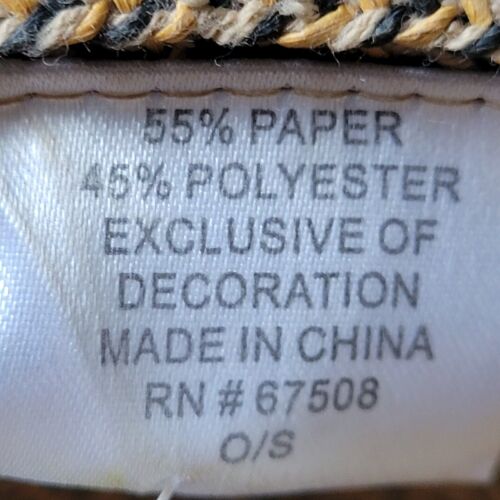 55% PAPER
45% POLYESTER
EXCLUSIVE OF
DECORATION
MADE IN CHINA
RN # 67508
O/S